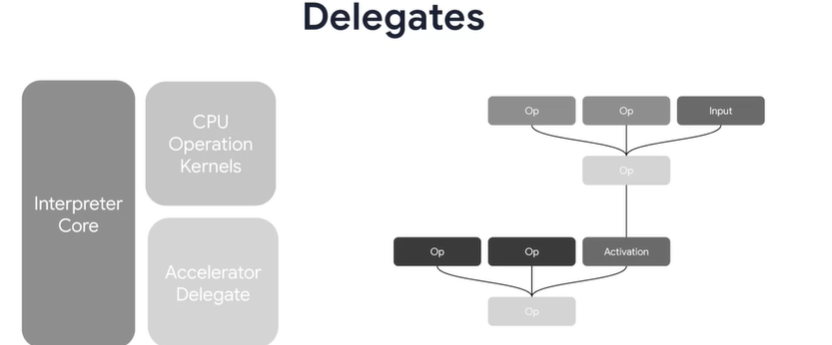 Delegates
Interpreter
Core
CPU
Operation
Kernels
Accelerator
Delegate
Op
Op
Input
Op
Op
Op
Activation
Op